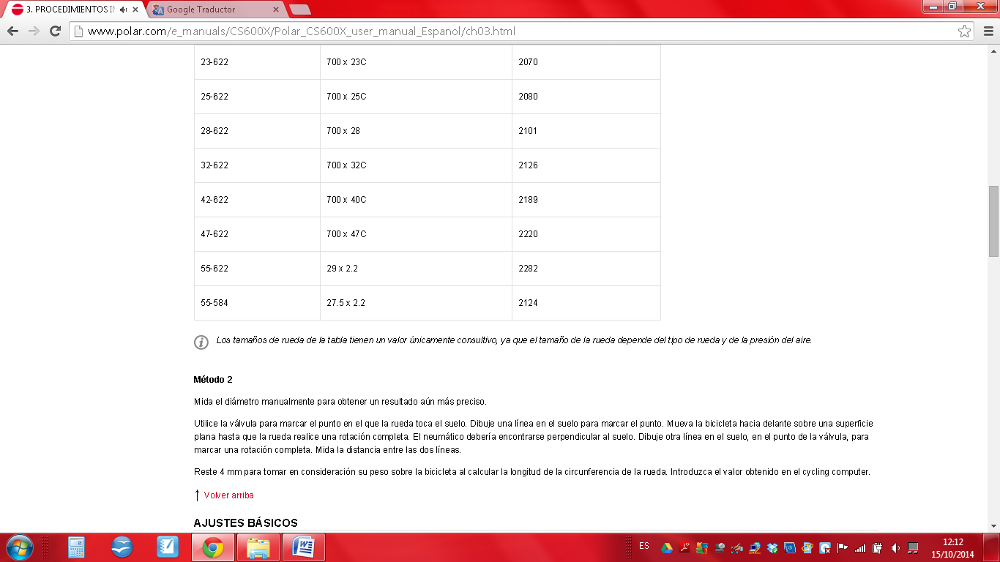 3. PROCEDIMIENTOS IN
Google Traductor
www.polar.com/e_manuals/CS600X/Polar_CS600X_user_manual_Espanol/ch03.html
23-622 700 x 23C 2070
25-622 700 x 25C 2080
28-622 700 x 28 2101
32-622 700 x 32C 2126
42-622 700 x 40C 2189
47-622 700 x 47C 2220
55-622 29 x 2.2 2282
55-584 27.5 x 2.2 2124
Los tamaños de rueda de la tabla tienen un valor únicamente consultivo, ya que el tamaño de la rueda depende del tipo de rueda y de la presión del aire.
Método 2
Mida el diámetro manualmente para obtener un resultado aún más preciso.
Utilice la válvula para marcar el punto en el que la rueda toca el suelo. Dibuje una línea en el suelo para marcar el punto. Mueva la bicicleta hacia delante sobre una superficie
plana hasta que la rueda realice una rotación completa. El neumático debería encontrarse perpendicular al suelo. Dibuje otra línea en el suelo, en el punto de la válvula, para
marcar una rotación completa. Mida la distancia entre las dos líneas.
Reste 4 mm para tomar en consideración su peso sobre la bicicleta al calcular la longitud de la circunferencia de la rueda. Introduzca el valor obtenido en el cycling computer.
↑ Volver arriba
AJUSTES BÁSICOS
ES
12:12
15/10/2014